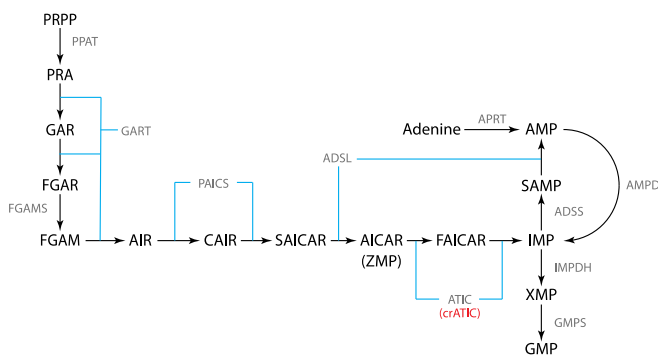 PRPP
PPAT
PRA
GAR
GART
Adenine
APRT
AMP
FGAR
PAICS
ADSL
SAMP
AMPD
FGAMS
ADSS
FGAM
AIR
CAIR
SAICAR
AICAR
FAICAR
IMP
(ZMP)
IMPDH
ATIC
XMP
(crATIC)
GMPS
GMP